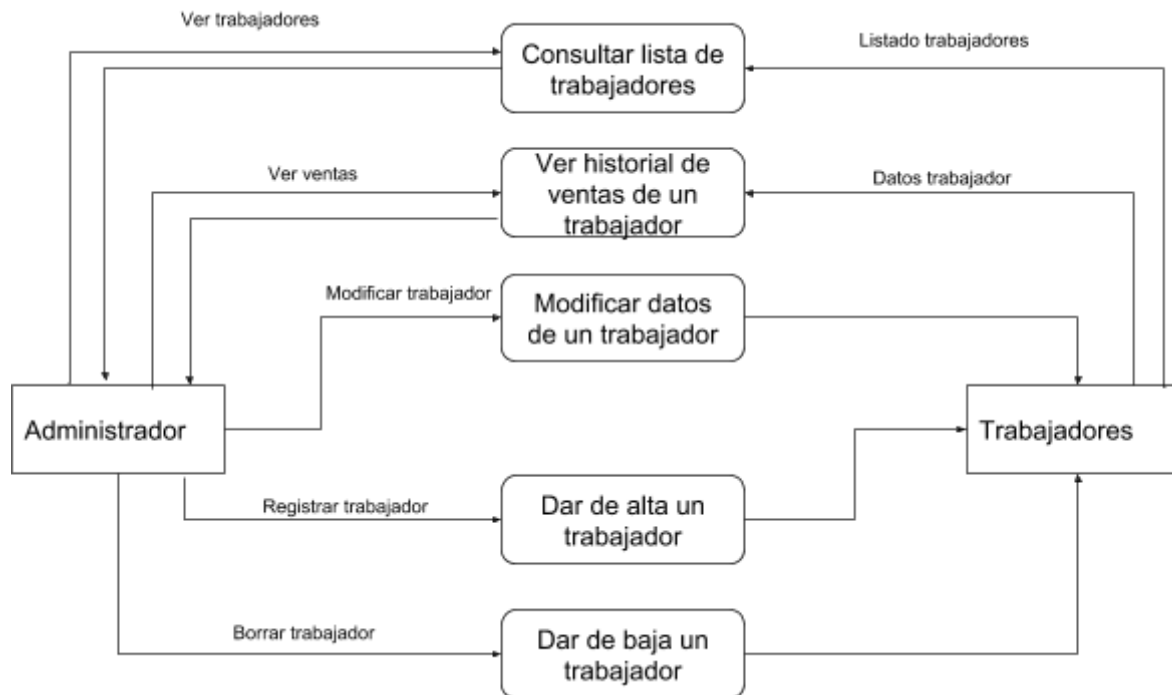 Ver trabajadores
Consultar lista de
trabajadores
Listado trabajadores
Ver ventas
Ver historial de
ventas de un
trabajador
Datos trabajador
Modificar trabajador
Modificar datos
de un trabajador
Administrador
Trabajadores
Registrar trabajador
Dar de alta un
trabajador
Borrar trabajador
Dar de baja un
trabajador